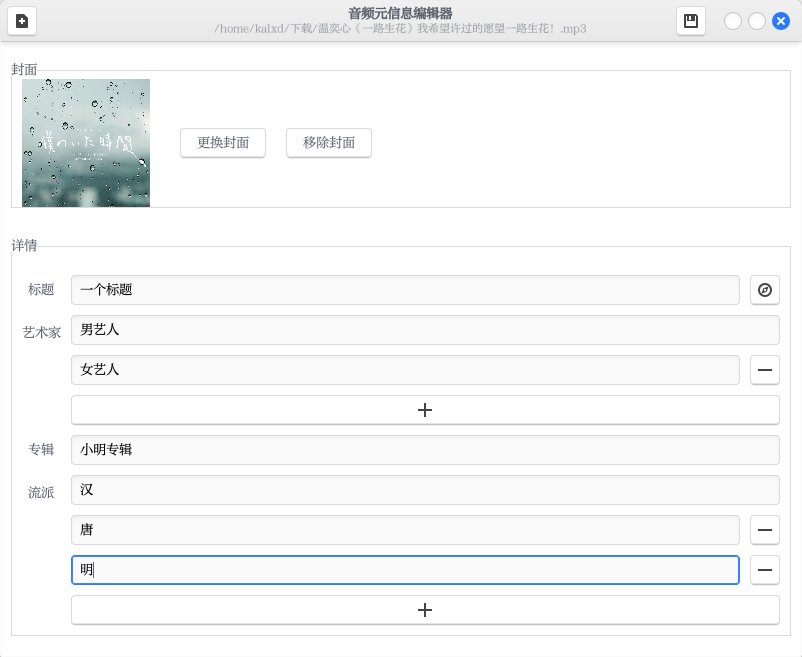 音频元信息编辑器
/home/kalxd/下载/温奕心《一路生花》我希望许过的愿望一路生花！.mp3
封面
僕のいた時間
更换封面
移除封面
详情
标题
一个标题
艺术家
男艺人
女艺人
专辑
小明专辑
流派
汉
唐
明